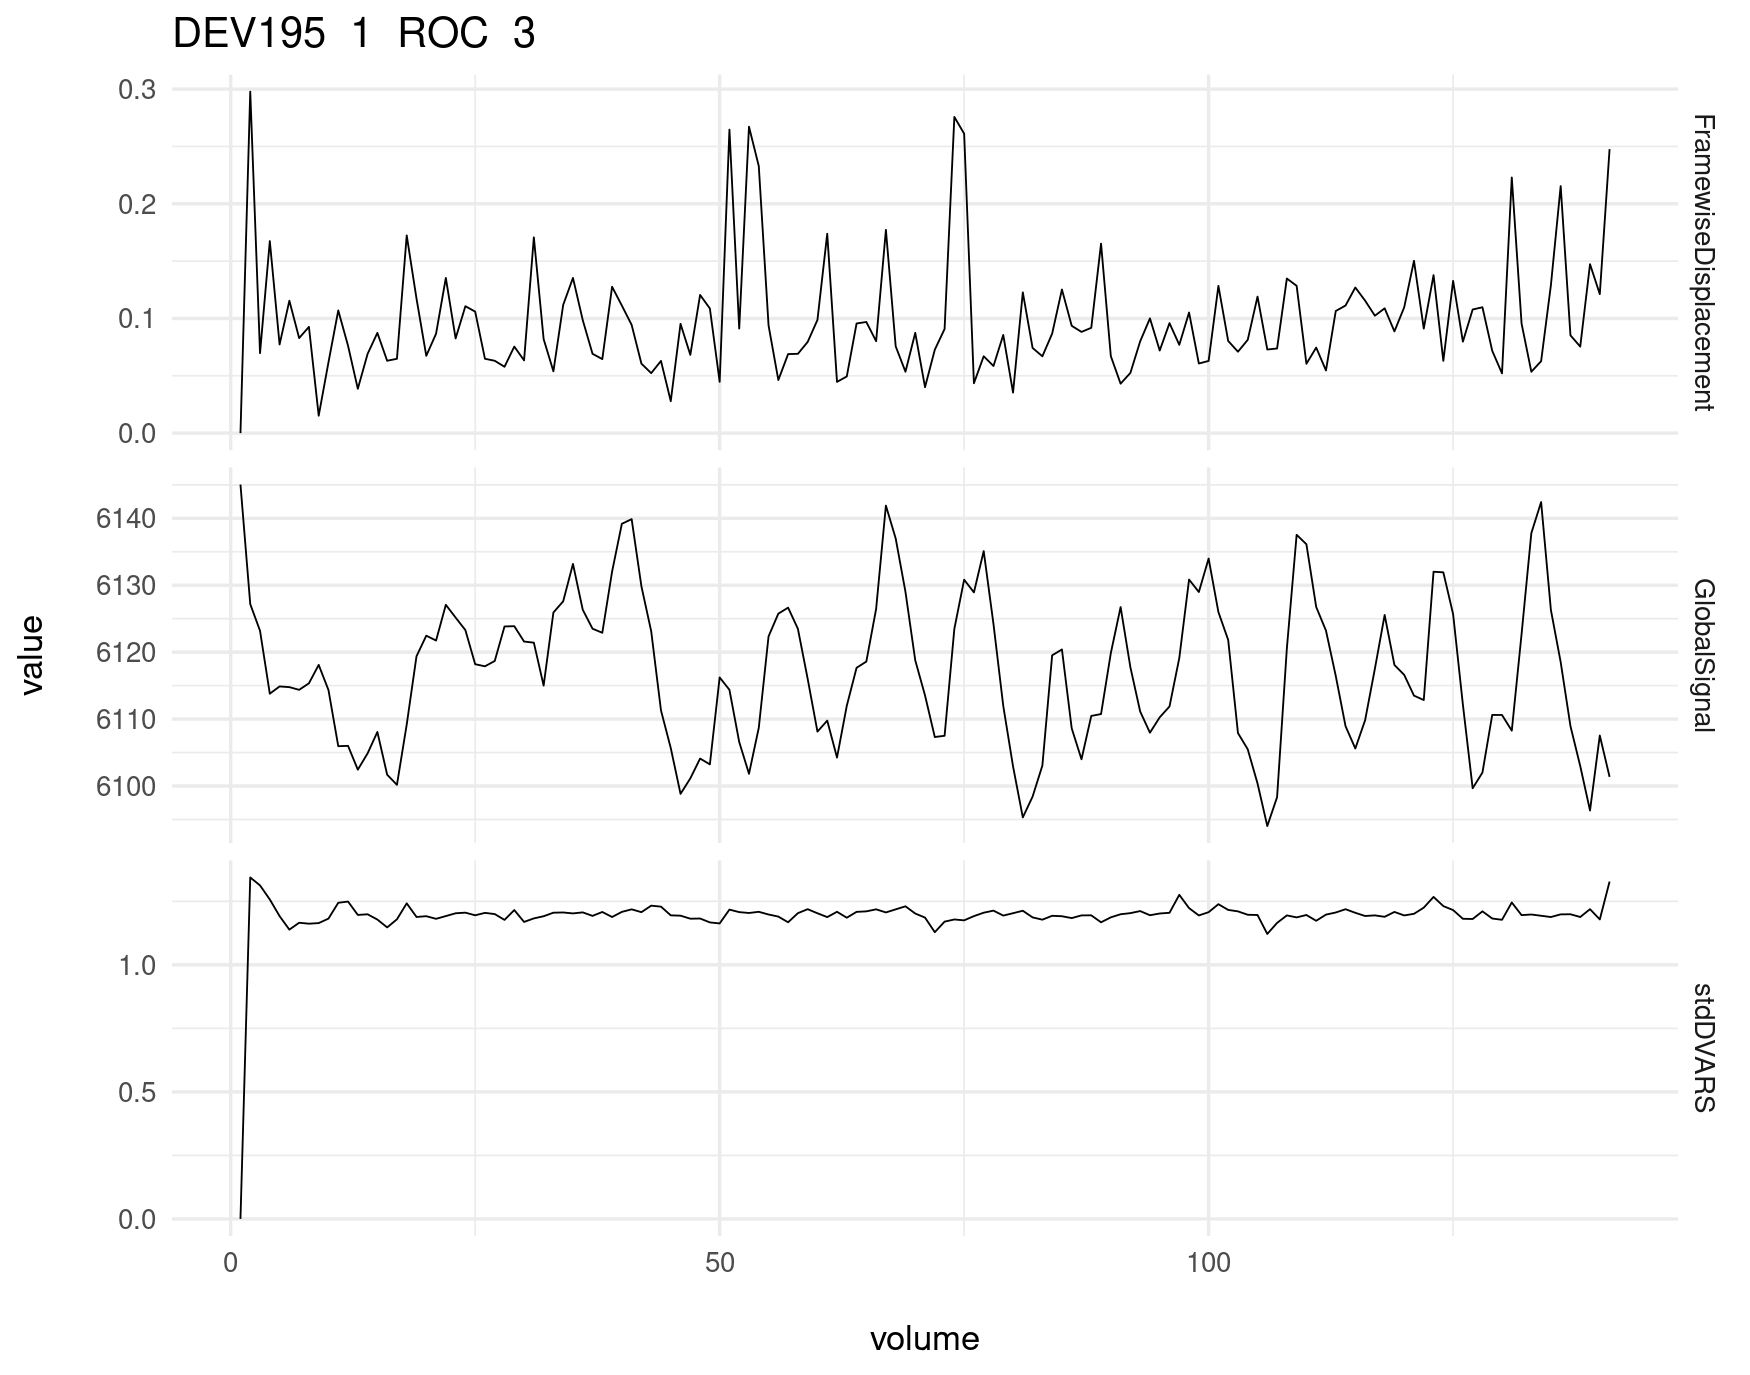 DEV195 1 ROC 3
0.3
0.2
0.1
0.0
FramewiseDisplacement
6140
6130
6120
6110
6100
GlobalSignal
value
1.0
0.5
0.0
stdDVARS
0 50 100
volume